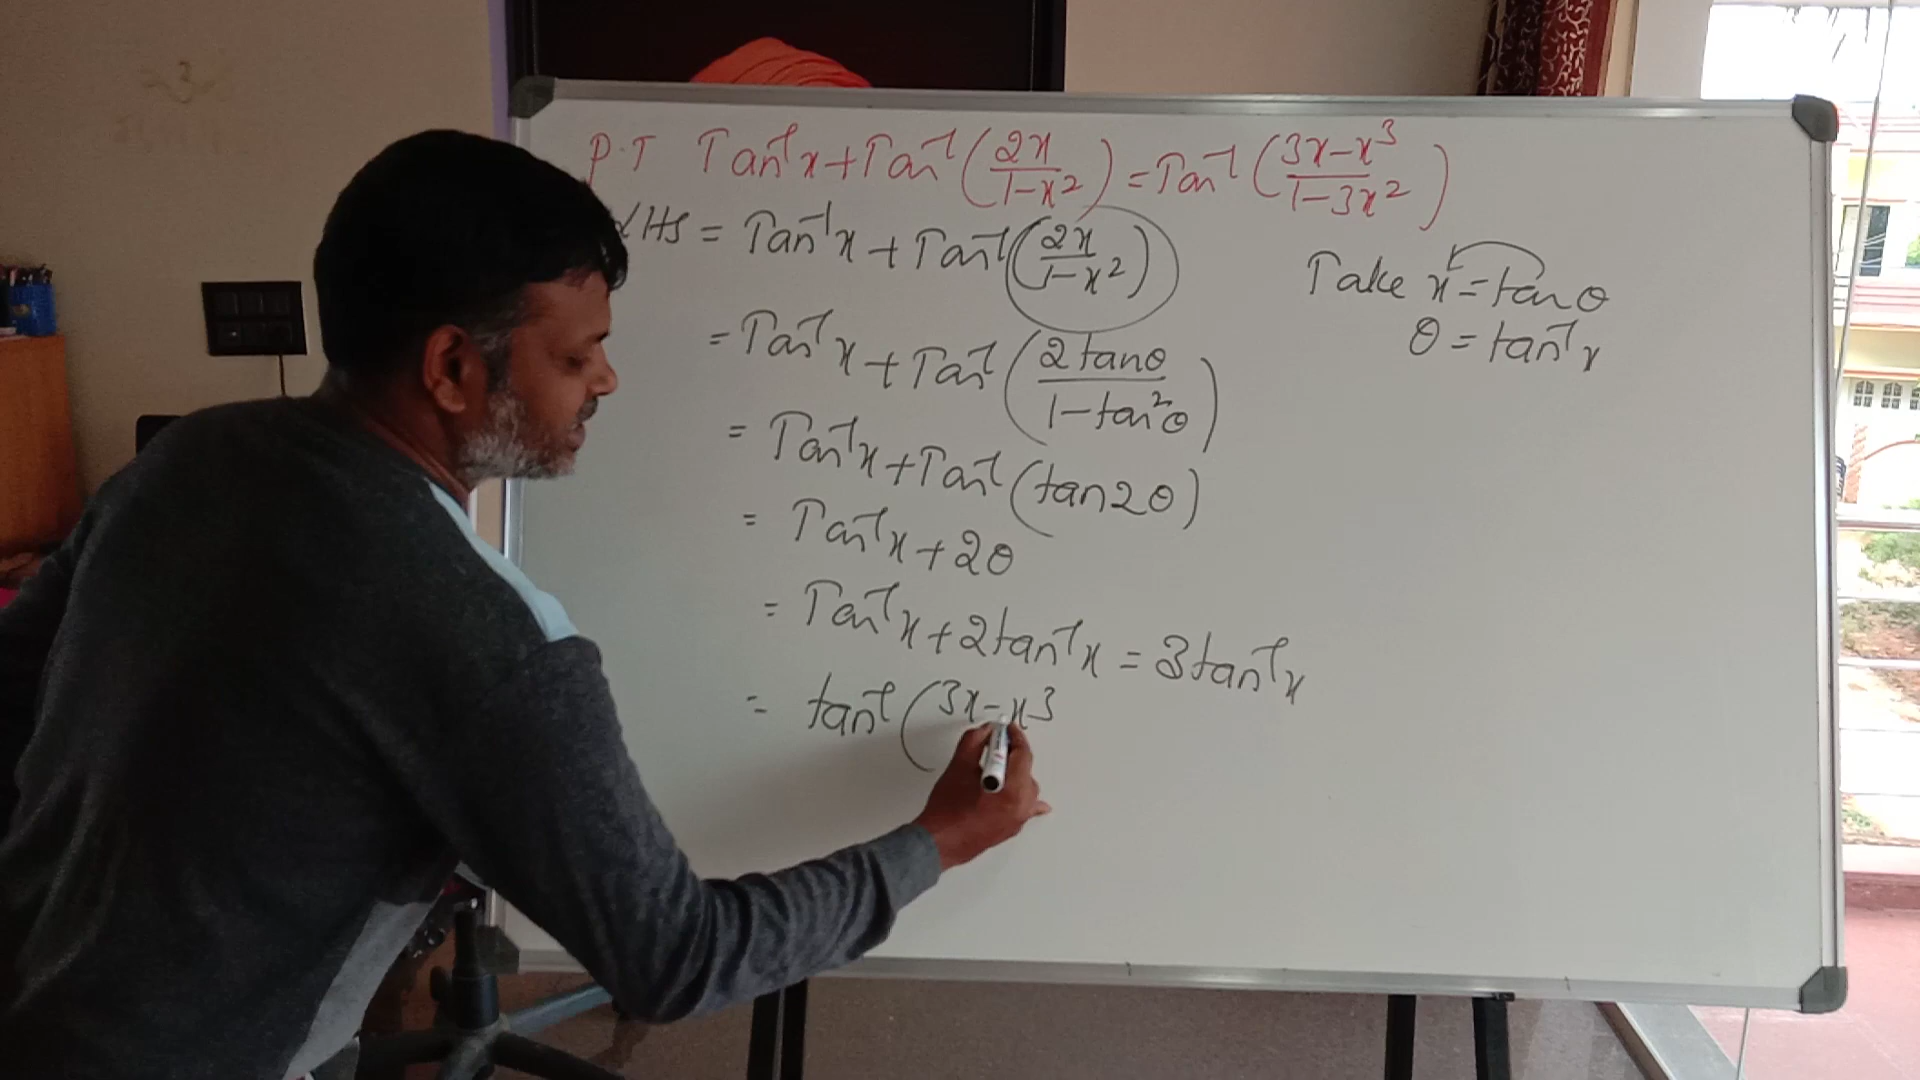 P.T Tan⁻¹x+Tan⁻¹(2x/1-x²)=Tan⁻¹(3x-x³/1-3x²)
LHS = Tan⁻¹x+Tan⁻¹(2x/1-x²)
Take x=tanθ
θ=tan⁻¹x
=Tan⁻¹x+Tan⁻¹(2tanθ/1-tan²θ)
= Tan⁻¹x+Tan⁻¹(tan2θ)
= Tan⁻¹x+2θ
= Tan⁻¹x+2tan⁻¹x=3tan⁻¹x
= tan⁻¹(3x-x³